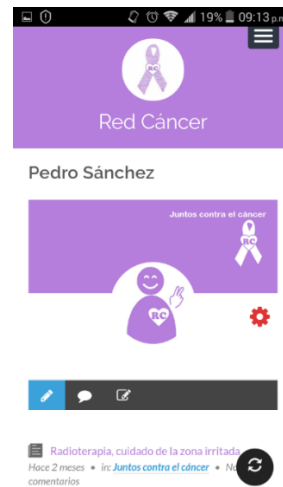 19% 09:13 p.m
RC
Red Cáncer
Pedro Sánchez
Juntos contra el cáncer
RC
RC
Radioterapia, cuidado de la zona irritada
Hace 2 meses • in: Juntos contra el cáncer •
comentarios